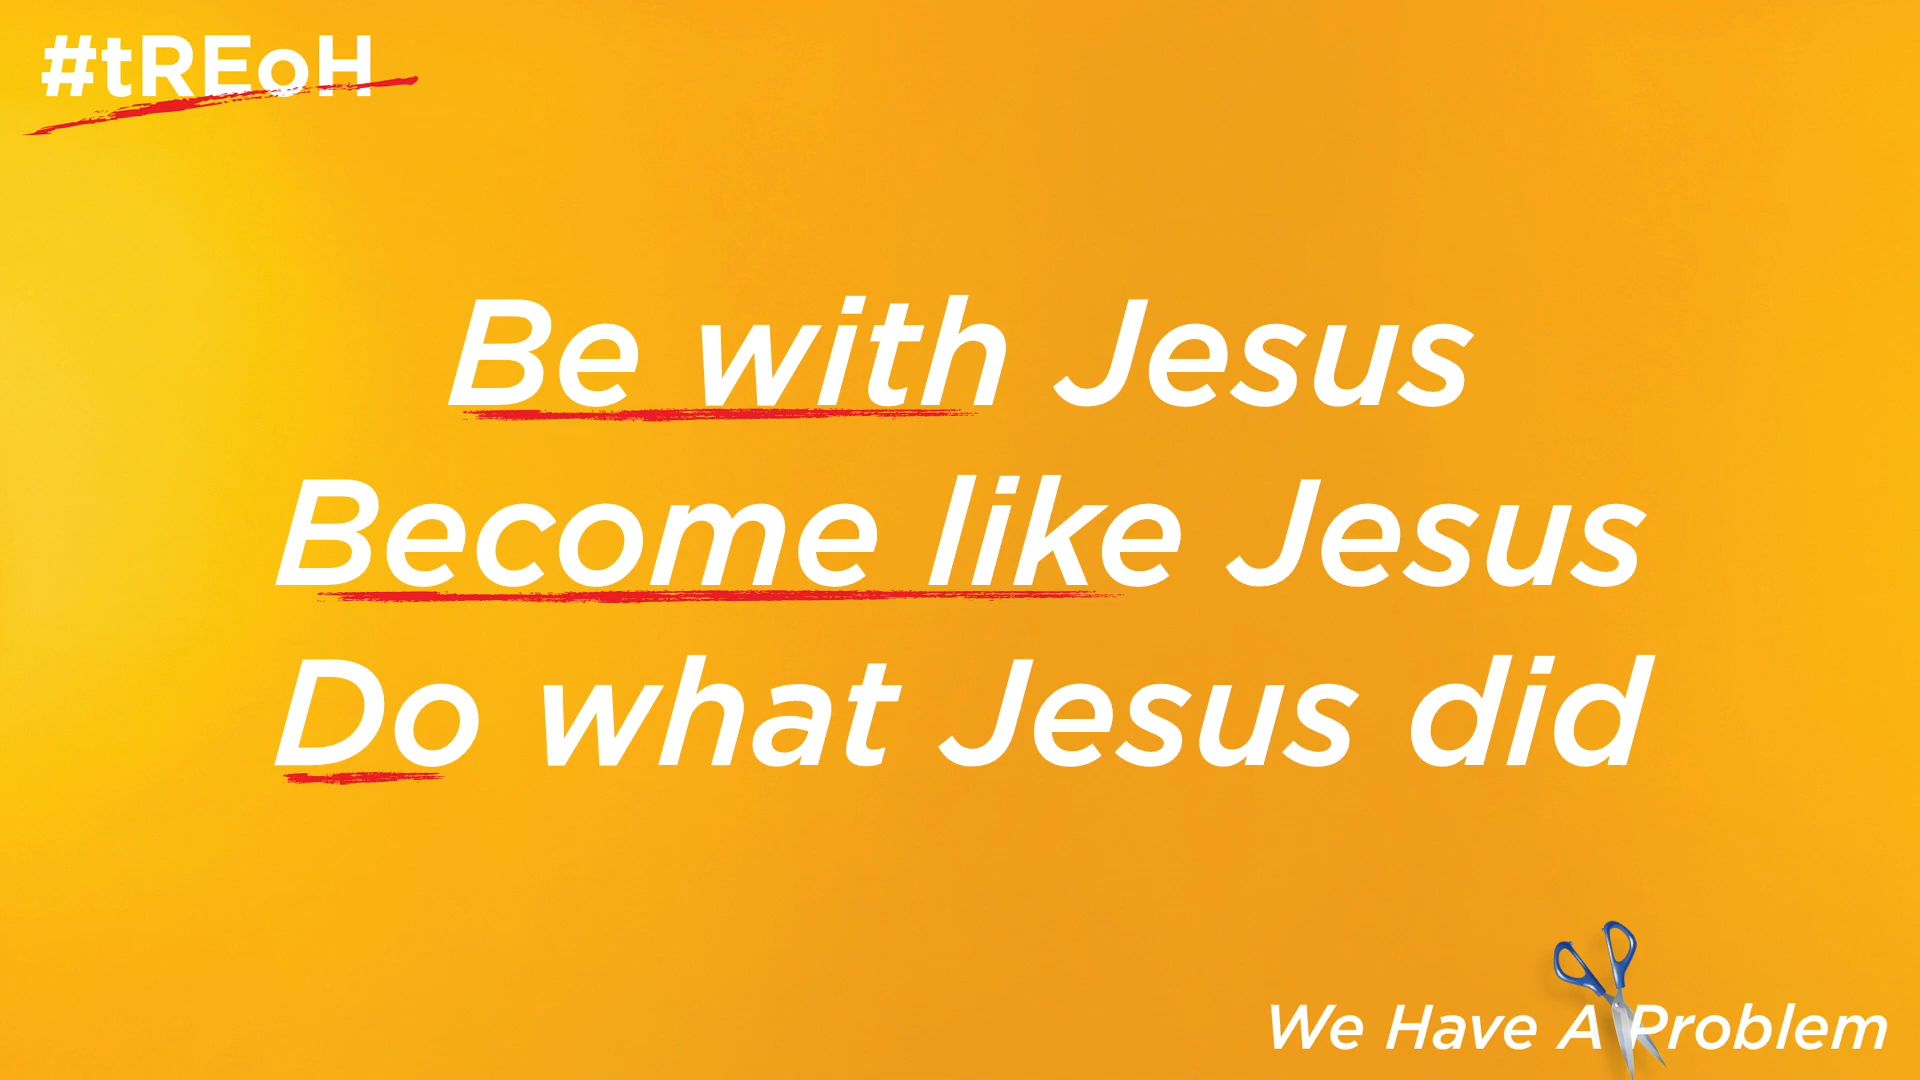 #tREoH
Be with Jesus
Become like Jesus
Do what Jesus did
We Have A Problem